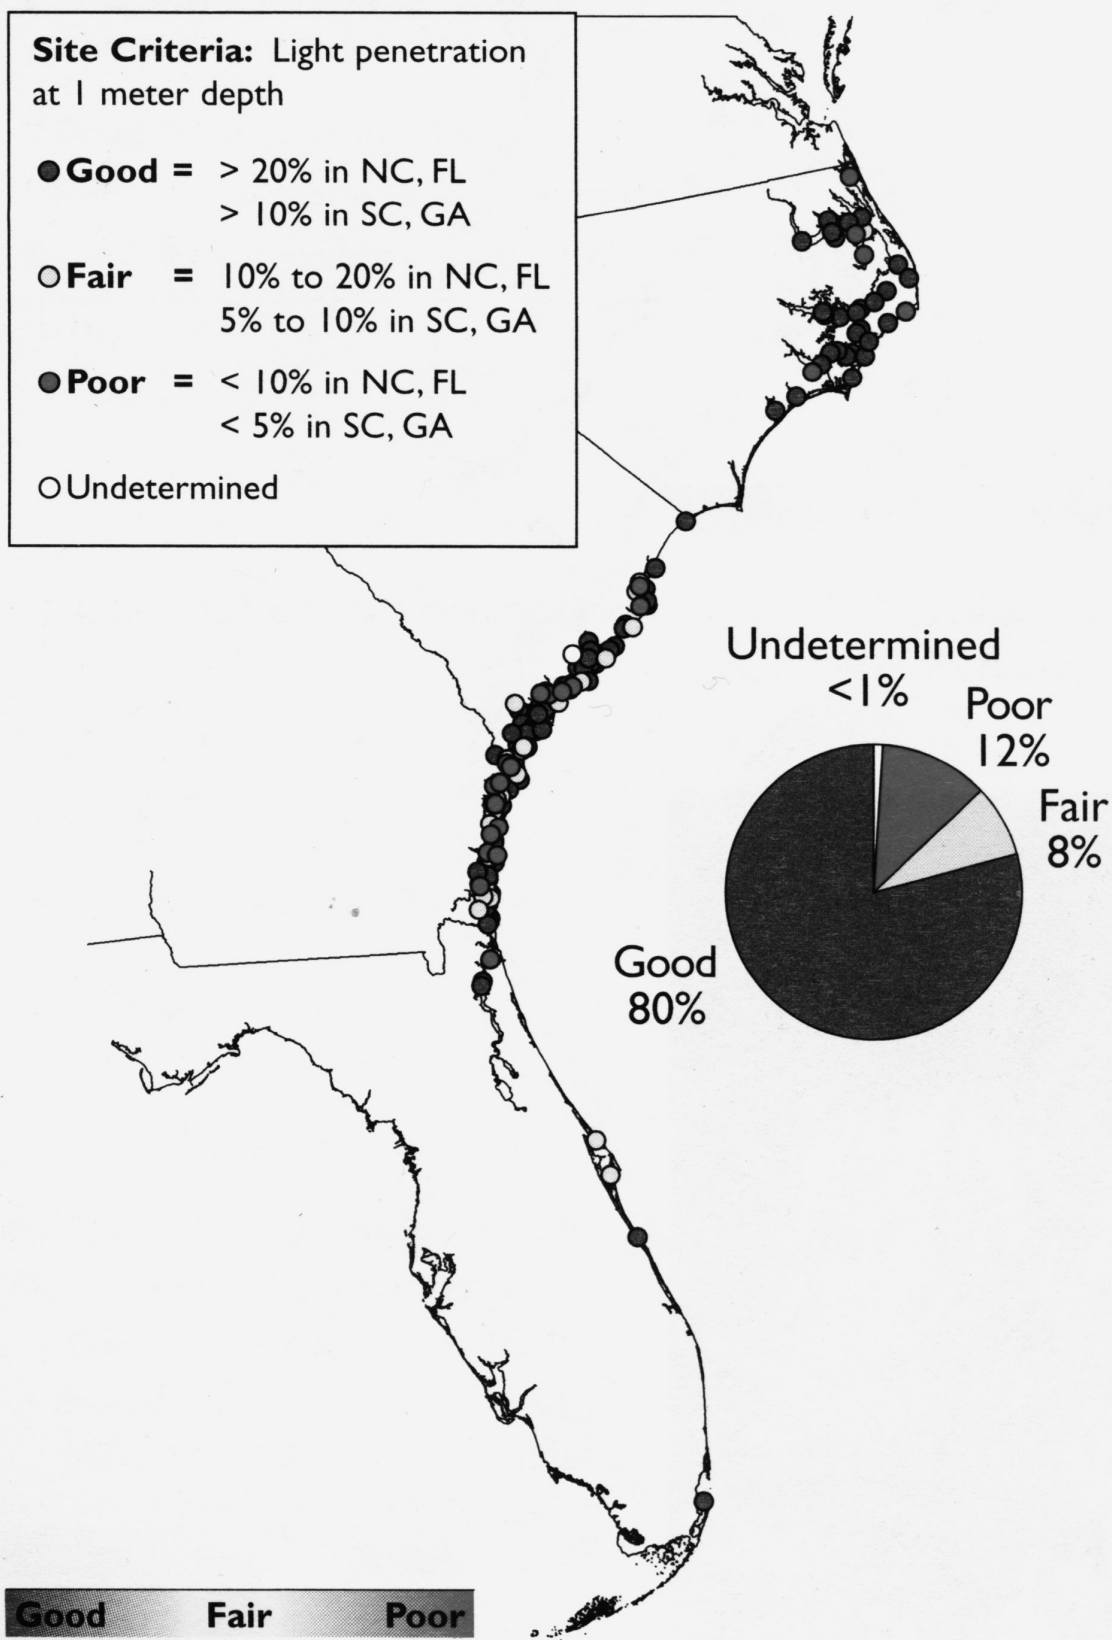 Site Criteria: Light penetration
at 1 meter depth
Good = > 20% in NC, FL
> 10% in SC, GA
Fair = 10% to 20% in NC, FL
5% to 10% in SC, GA
Poor = < 10% in NC, FL
< 5% in SC, GA
Undetermined
Undetermined
<1%
Poor
12%
Fair
8%
Good
80%
Good Fair Poor